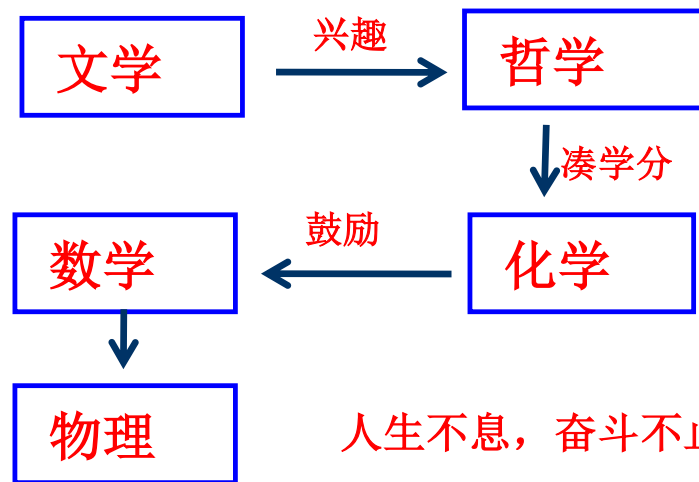 兴趣
文学
哲学
凑学分
鼓励
数学
化学
物理
人生不息，奋斗不止